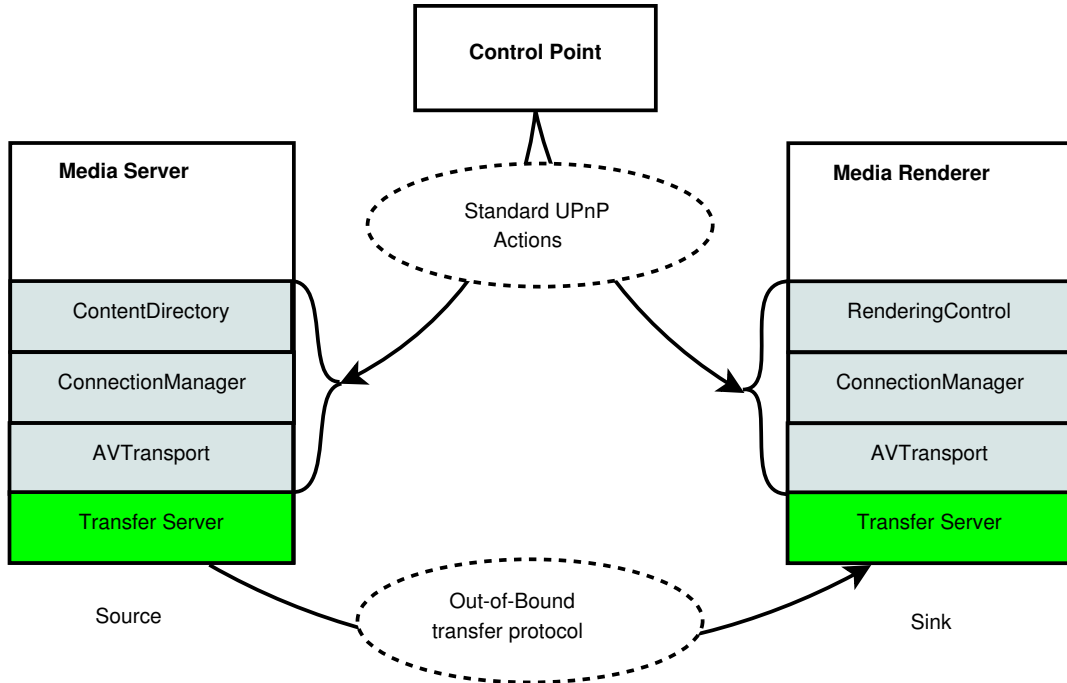 Control Point
Media Server
Media Renderer
Standard UPnP
Actions
ContentDirectory
RenderingControl
ConnectionManager
ConnectionManager
AVTransport
AVTransport
Transfer Server
Transfer Server
Out-of-Bound
transfer protocol
Source
Sink